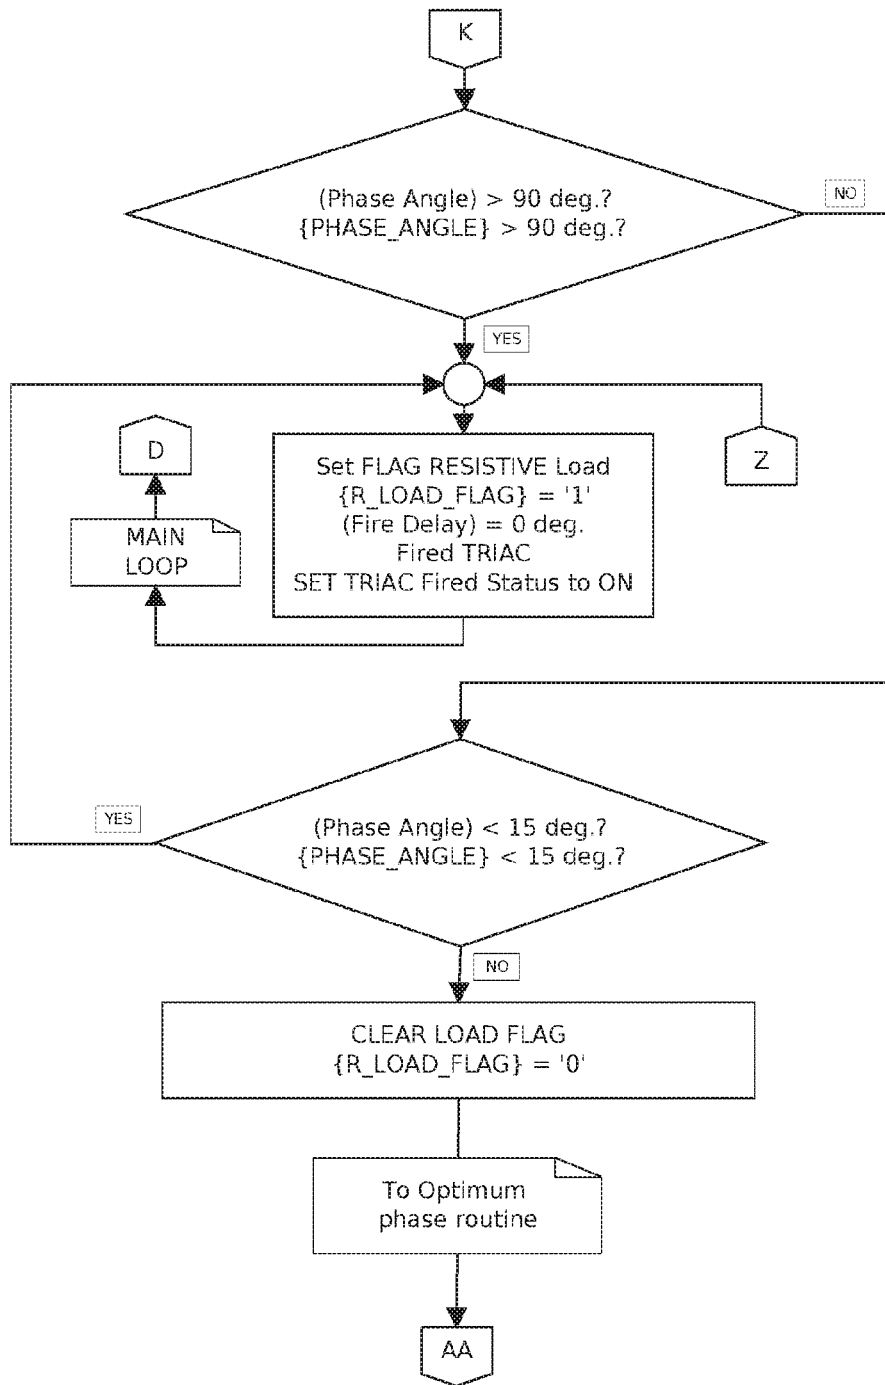 K
(Phase Angle) > 90 deg.?
{PHASE_ANGLE} > 90 deg.?
NO
YES
D
Z
Set FLAG RESISTIVE Load
{R_LOAD_FLAG} = '1'
(Fire Delay) = 0 deg.
Fired TRIAC
SET TRIAC Fired Status to ON
MAIN
LOOP
YES
(Phase Angle) < 15 deg.?
{PHASE_ANGLE} < 15 deg.?
NO
CLEAR LOAD FLAG
{R_LOAD_FLAG} = '0'
To Optimum
phase routine
AA